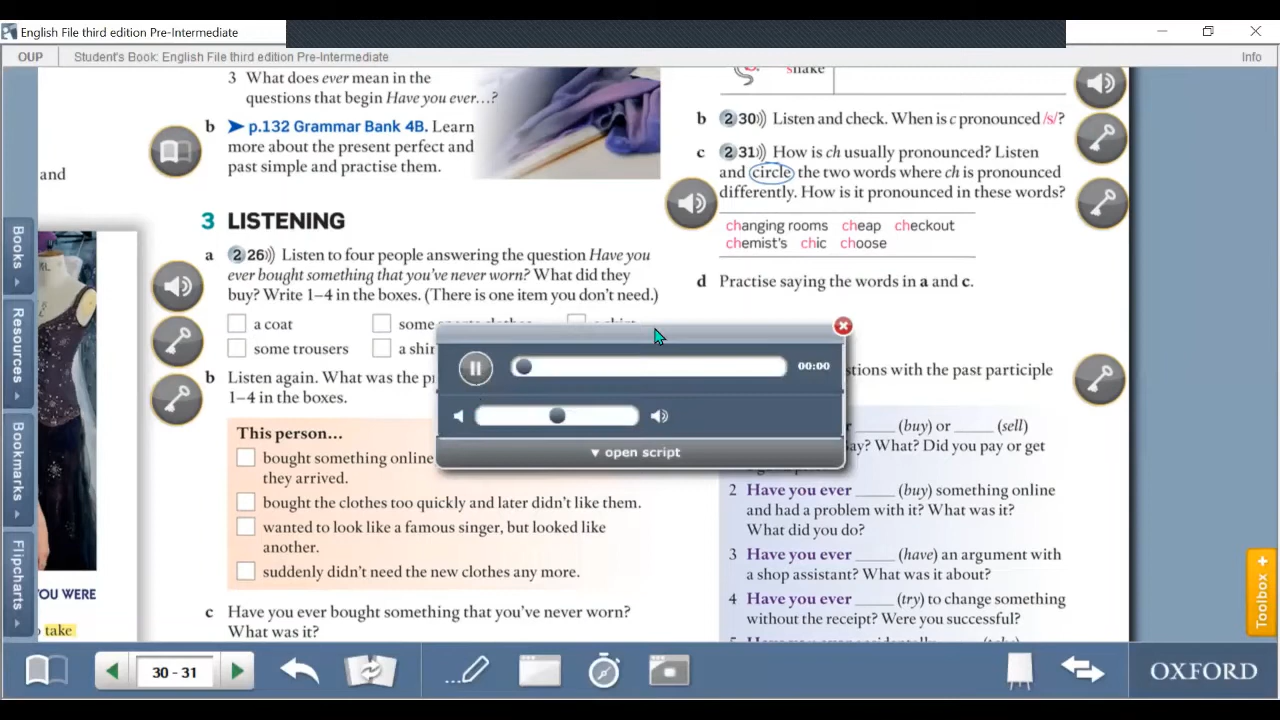 English File third edition Pre-Intermediate
OUP
Student's Book: English File third edition Pre-Intermediate
Info
and
3 What does ever mean in the
questions that begin Have you ever…?
b ➤ p.132 Grammar Bank 4B. Learn
more about the present perfect and
past simple and practise them.
3 LISTENING
a 2 26)) Listen to four people answering the question Have you
ever bought something that you've never worn? What did they
buy? Write 1–4 in the boxes. (There is one item you don't need.)
a coat
some
some trousers
b Listen again. What was the
1–4 in the boxes.
This person…
bought something online
they arrived.
bought the clothes too quickly and later didn't like them.
wanted to look like a famous singer, but looked like
another.
suddenly didn't need the new clothes any more.
c Have you ever bought something that you've never worn?
What was it?
snake
b 2 30)) Listen and check. When is c pronounced /s/?
c 2 31)) How is ch usually pronounced? Listen
and circle the two words where ch is pronounced
differently. How is it pronounced in these words?
changing rooms cheap checkout
chemist's chic choose
d Practise saying the words in a and c.
with the past participle
(buy) or _____ (sell)
What? Did you pay or get
2 Have you ever _____ (buy) something online
and had a problem with it? What was it?
What did you do?
3 Have you ever _____ (have) an argument with
a shop assistant? What was it about?
4 Have you ever _____ (try) to change something
without the receipt? Were you successful?
00:00
▼ open script
Books
Resources
Bookmarks
Flipcharts
OU WERE
take
Toolbox +
30 - 31
OXFORD